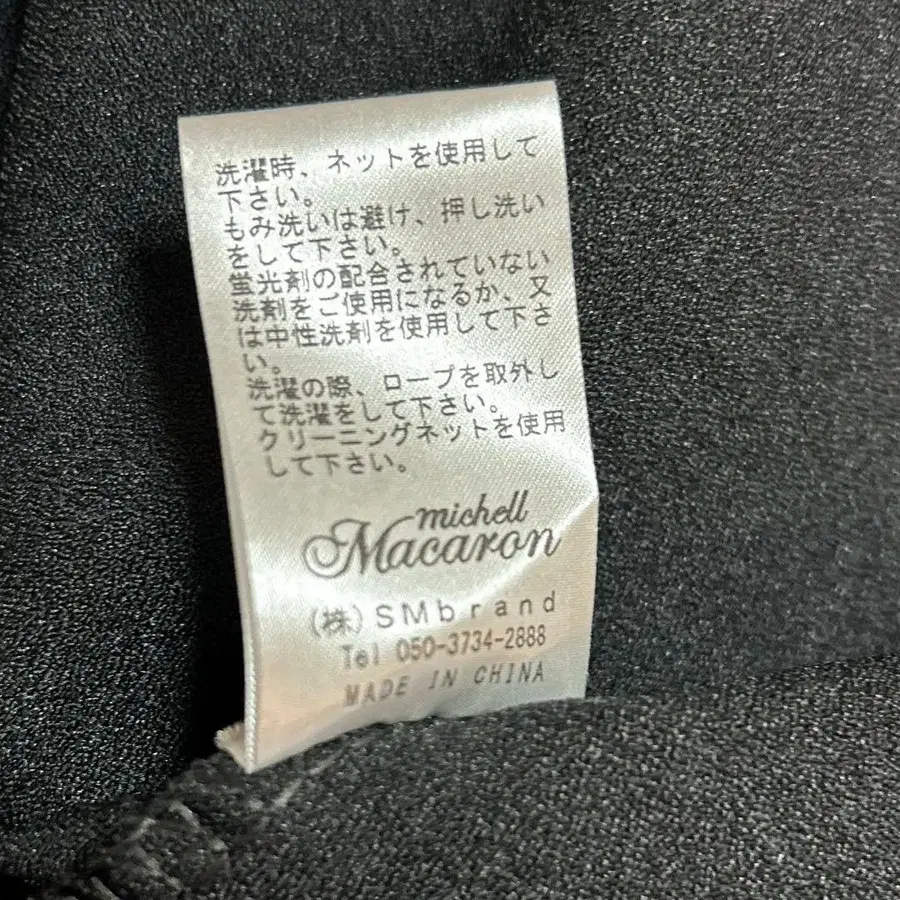 洗濯時、ネットを使用して
下さい。
もみ洗いは避け、押し洗い
をして下さい。
蛍光剤の配合されていない
洗剤をご使用になるか、又
は中性洗剤を使用して下さ
い。
洗濯の際、ロープを取外し
て洗濯をして下さい。
クリーニングネットを使用
して下さい。
michell
Macaron
(株)SMbrand
Tel 050-3734-2888
MADE IN CHINA